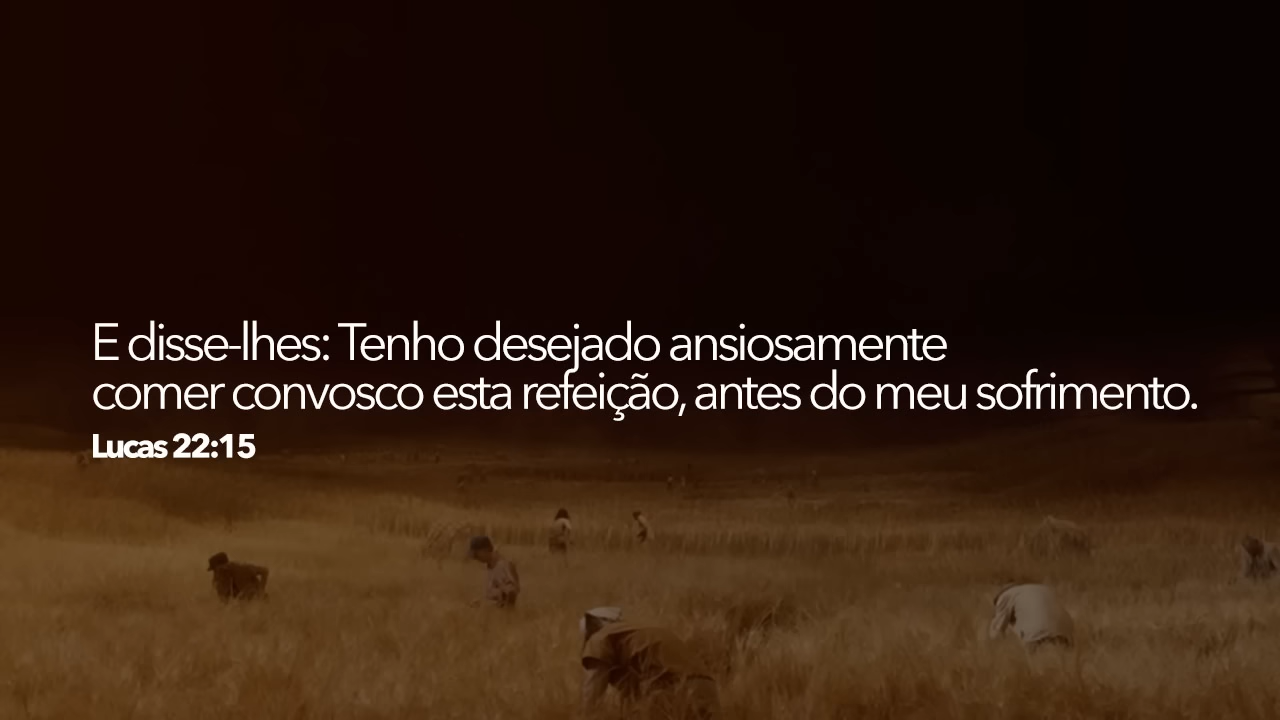 E disse-lhes: Tenho desejado ansiosamente
comer convosco esta refeição, antes do meu sofrimento.
Lucas 22:15